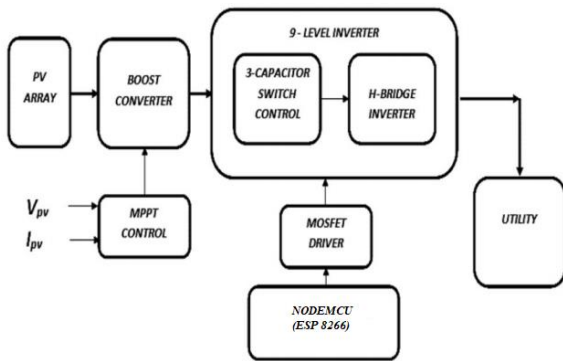 9 - LEVEL INVERTER
PV
ARRAY
BOOST
CONVERTER
3-CAPACITOR
SWITCH
CONTROL
H-BRIDGE
INVERTER
Vpv
Ipv
MPPT
CONTROL
MOSFET
DRIVER
UTILITY
NODEMCU
(ESP 8266)